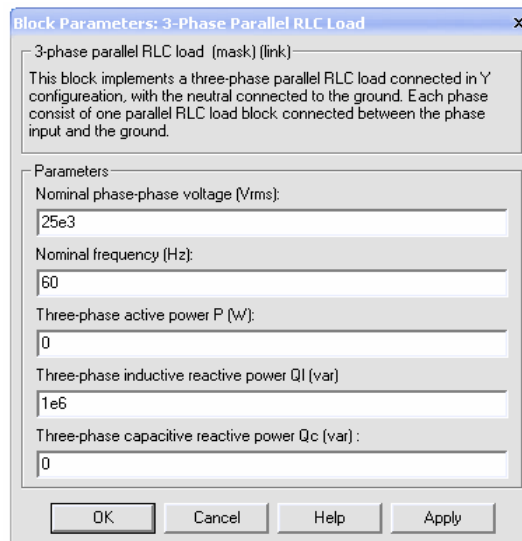 Block Parameters: 3-Phase Parallel RLC Load
3-phase parallel RLC load (mask) (link)
This block implements a three-phase parallel RLC load connected in Y
configureation, with the neutral connected to the ground. Each phase
consist of one parallel RLC load block connected between the phase
input and the ground.
Parameters
Nominal phase-phase voltage (Vrms):
25e3
Nominal frequency (Hz):
60
Three-phase active power P (W):
0
Three-phase inductive reactive power Ql (var)
1e6
Three-phase capacitive reactive power Qc (var) :
0
OK Cancel Help Apply